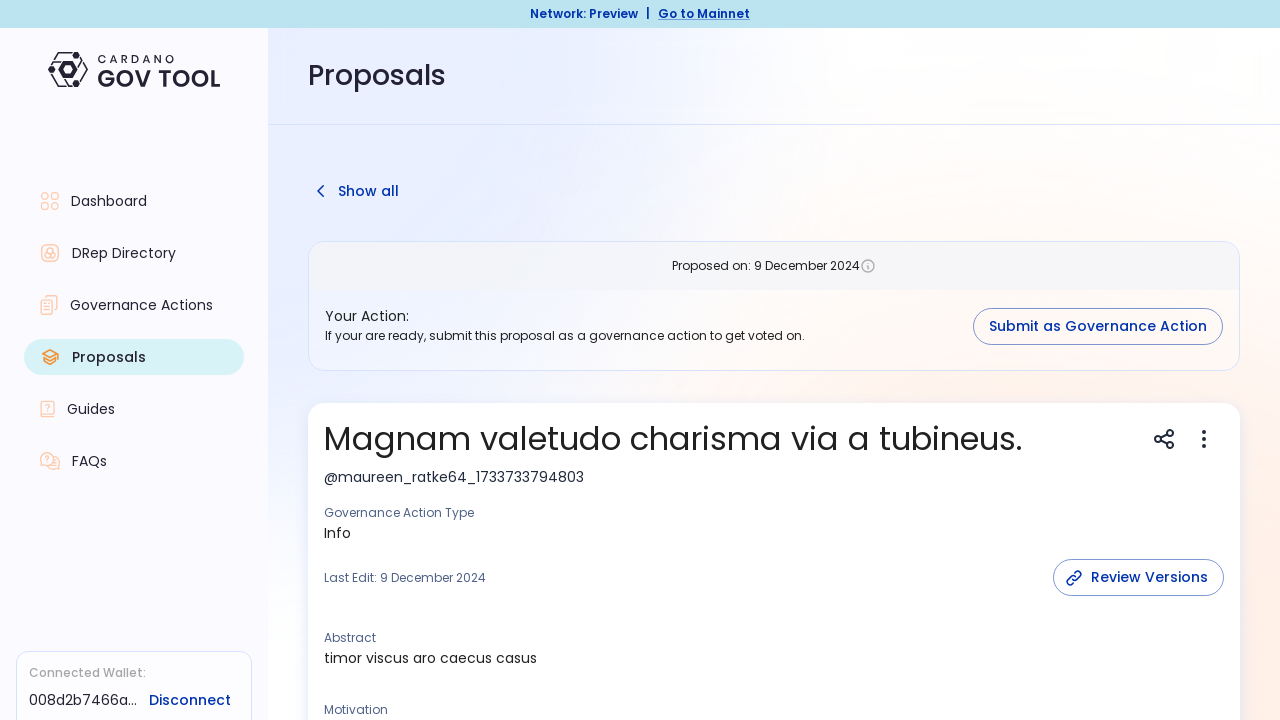 Network: Preview | Go to Mainnet
CARDANO
GOV TOOL
Proposals
Dashboard
DRep Directory
Governance Actions
Proposals
Guides
FAQs
Connected Wallet:
008d2b7466a... Disconnect
Show all
Proposed on: 9 December 2024
Your Action:
If your are ready, submit this proposal as a governance action to get voted on.
Submit as Governance Action
Magnam valetudo charisma via a tubineus.
@maureen_ratke64_1733733794803
Governance Action Type
Info
Last Edit: 9 December 2024
Review Versions
Abstract
timor viscus aro caecus casus
Motivation